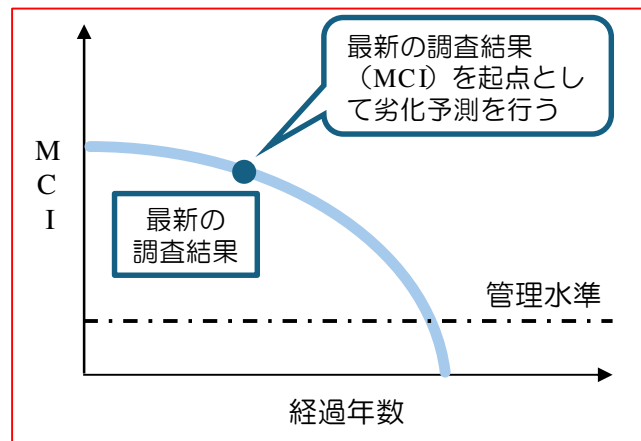 最新の調査結果
（MCI）を起点とし
て劣化予測を行う
M
C
I
最新の
調査結果
管理水準
経過年数